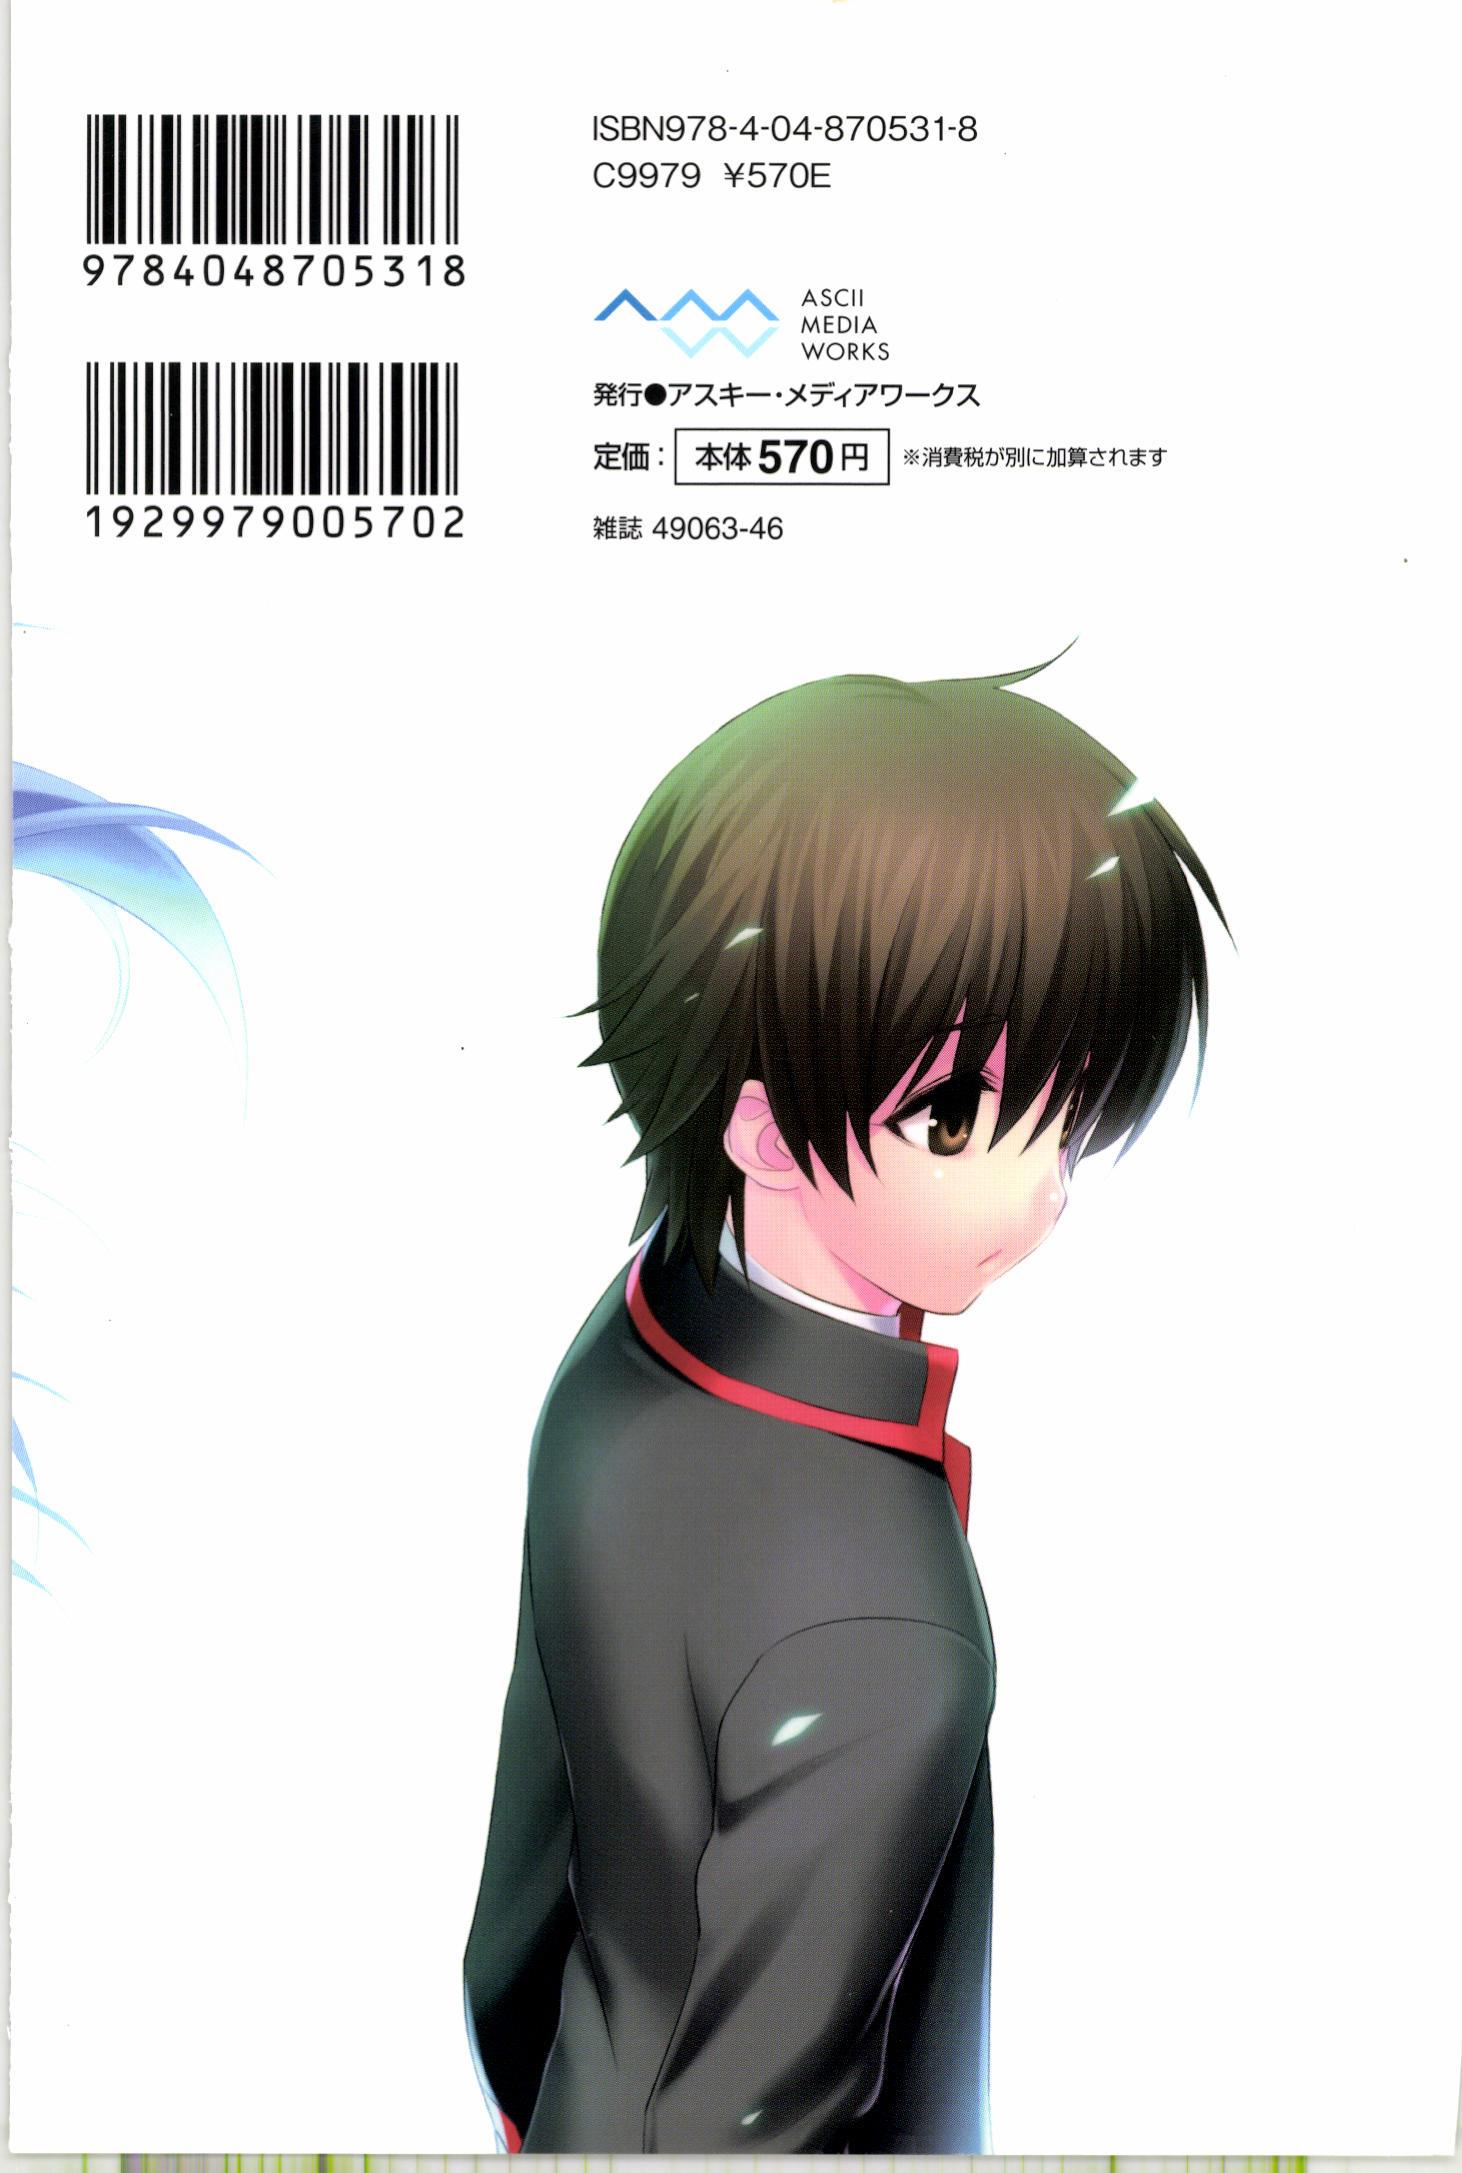 9784048705318
1929979005702
ISBN978-4-04-870531-8
C9979 ¥570E
ASCII
MEDIA
WORKS
発行●アスキー・メディアワークス
定価：本体570円 ※消費税が別に加算されます
雑誌 49063-46